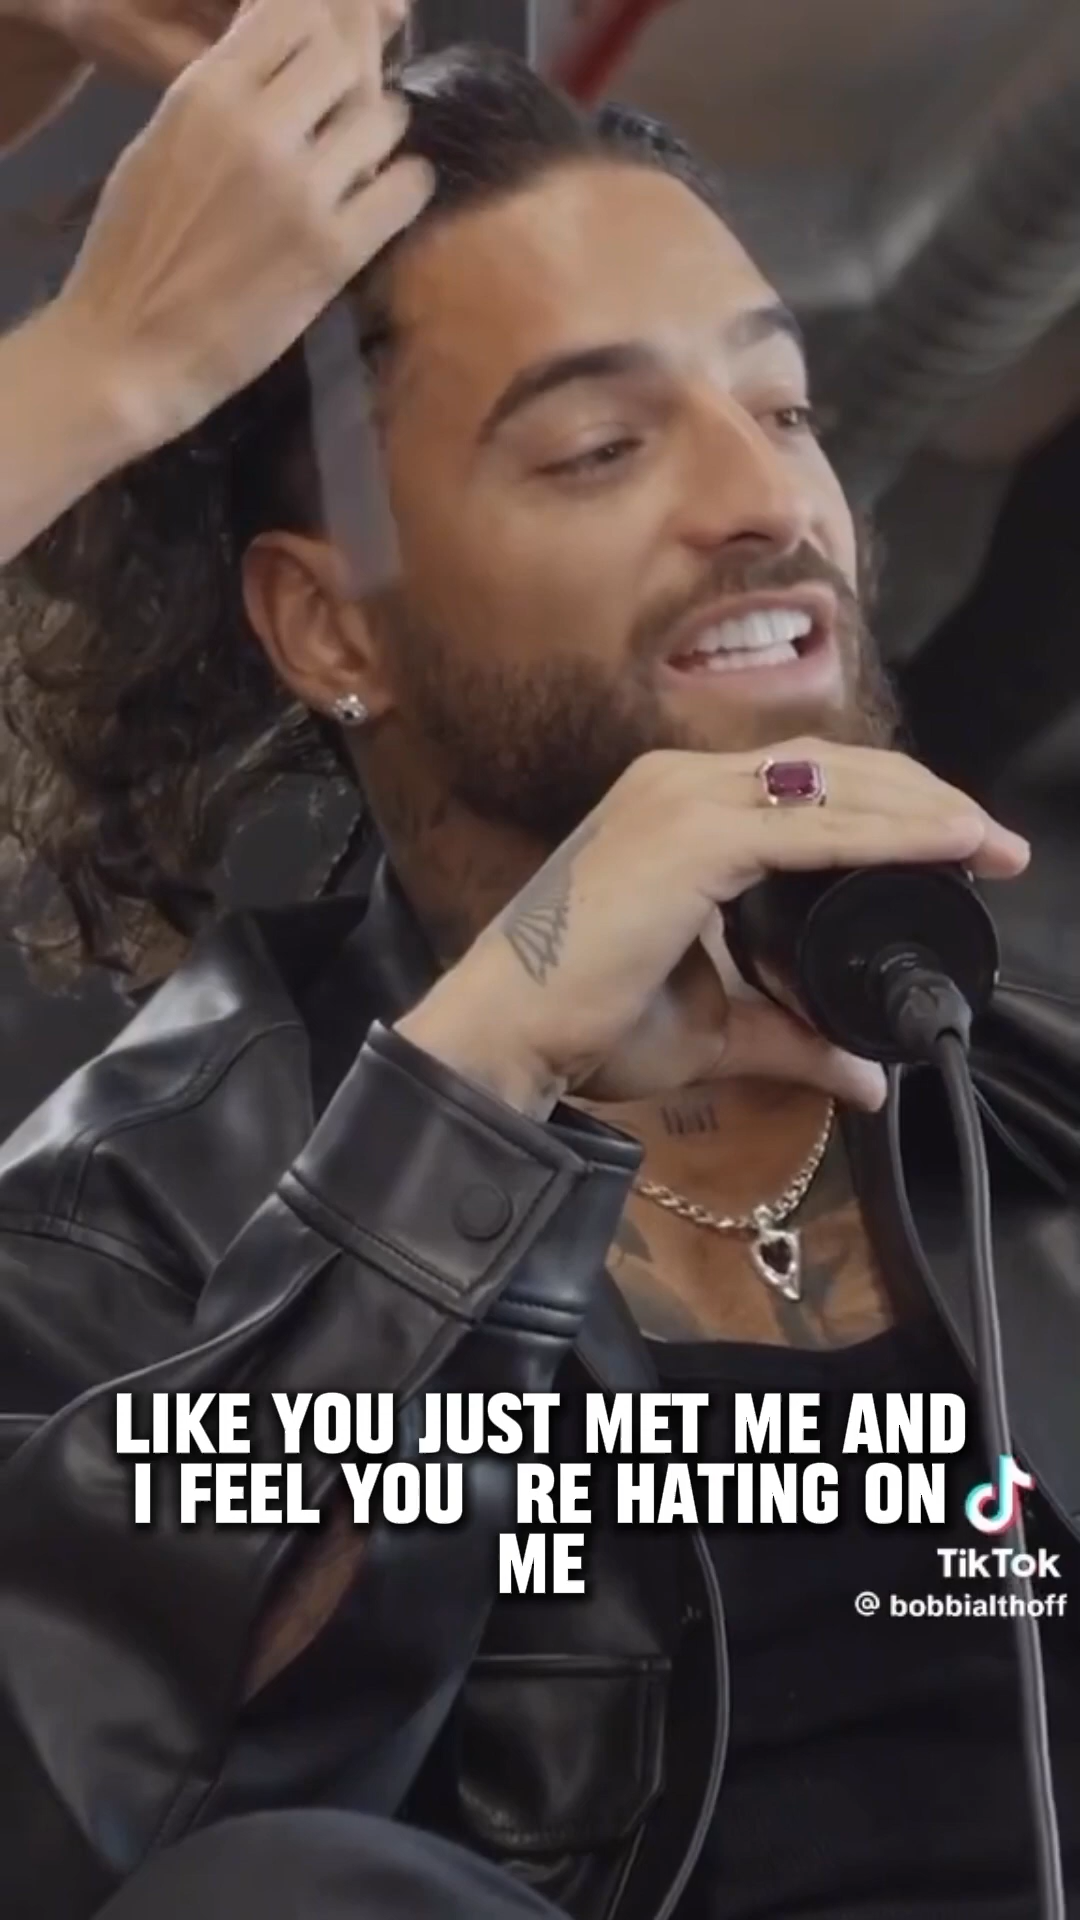 LIKE YOU JUST MET ME AND
I FEEL YOU RE HATING ON
ME
TikTok
@ bobbialthoff